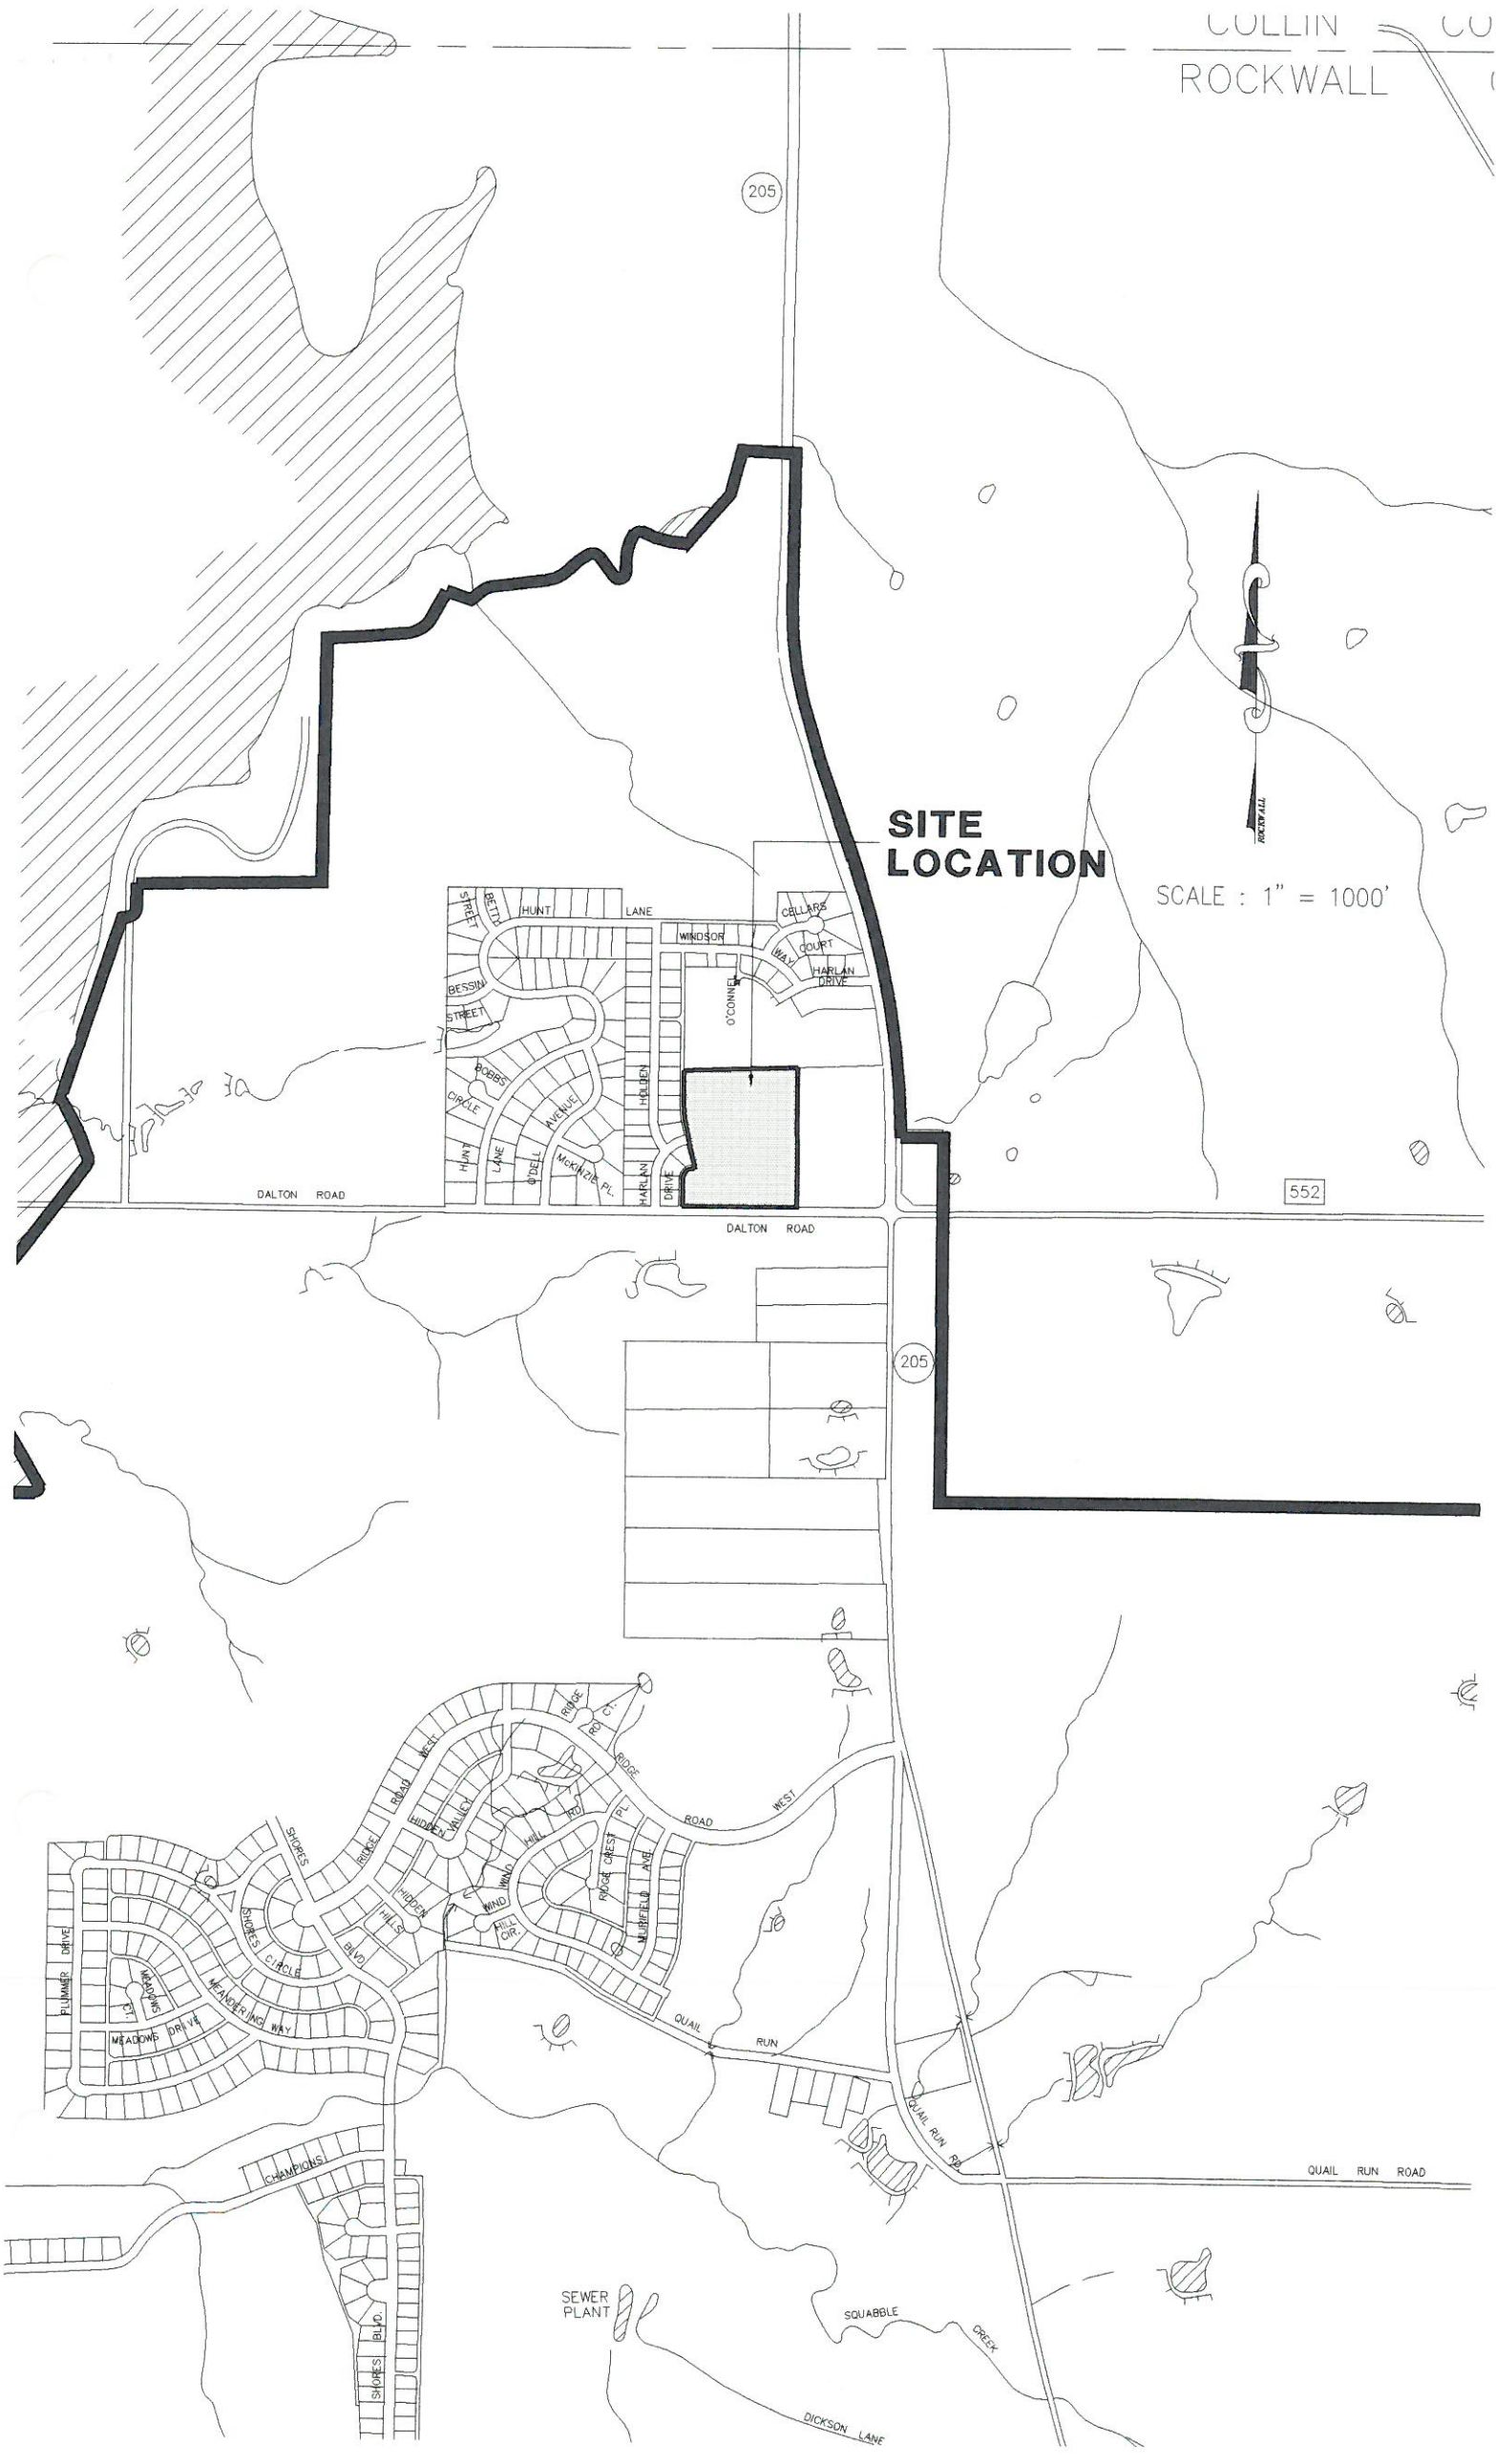 COLLIN CO
ROCKWALL
205
SITE
LOCATION
ROCKWALL
SCALE : 1" = 1000'
STREET
BETTY
HUNT
LANE
CELLARS
WINDSOR
WAY
COURT
HARLAN
DRIVE
BESSIN
STREET
O'CONNEL
BOBBS
CIRCLE
AVENUE
HOLDEN
HUNT
LANE
O'DELL
McKINZIE PL.
HARLAN
DRIVE
DALTON ROAD
552
DALTON ROAD
205
RIDGE
RD CT.
WEST
RIDGE
ROAD
ROAD
WEST
HIDDEN
VALLEY
HILL
RD
PL
SHORES
RIDGE
RIDGE CREST
AVE.
WIND
MURIFIELD
HIDDEN
HILLS
WIND
HILL
CIR.
BLVD
SHORES
CIRCLE
PLUMMER DRIVE
MEADOWS
CT.
MEANDERING WAY
MEADOWS DRIVE
QUAIL
RUN
QUAIL RUN RD
QUAIL RUN ROAD
CHAMPIONS
SEWER
PLANT
SHORES BLVD.
SQUABBLE
CREEK
DICKSON LANE